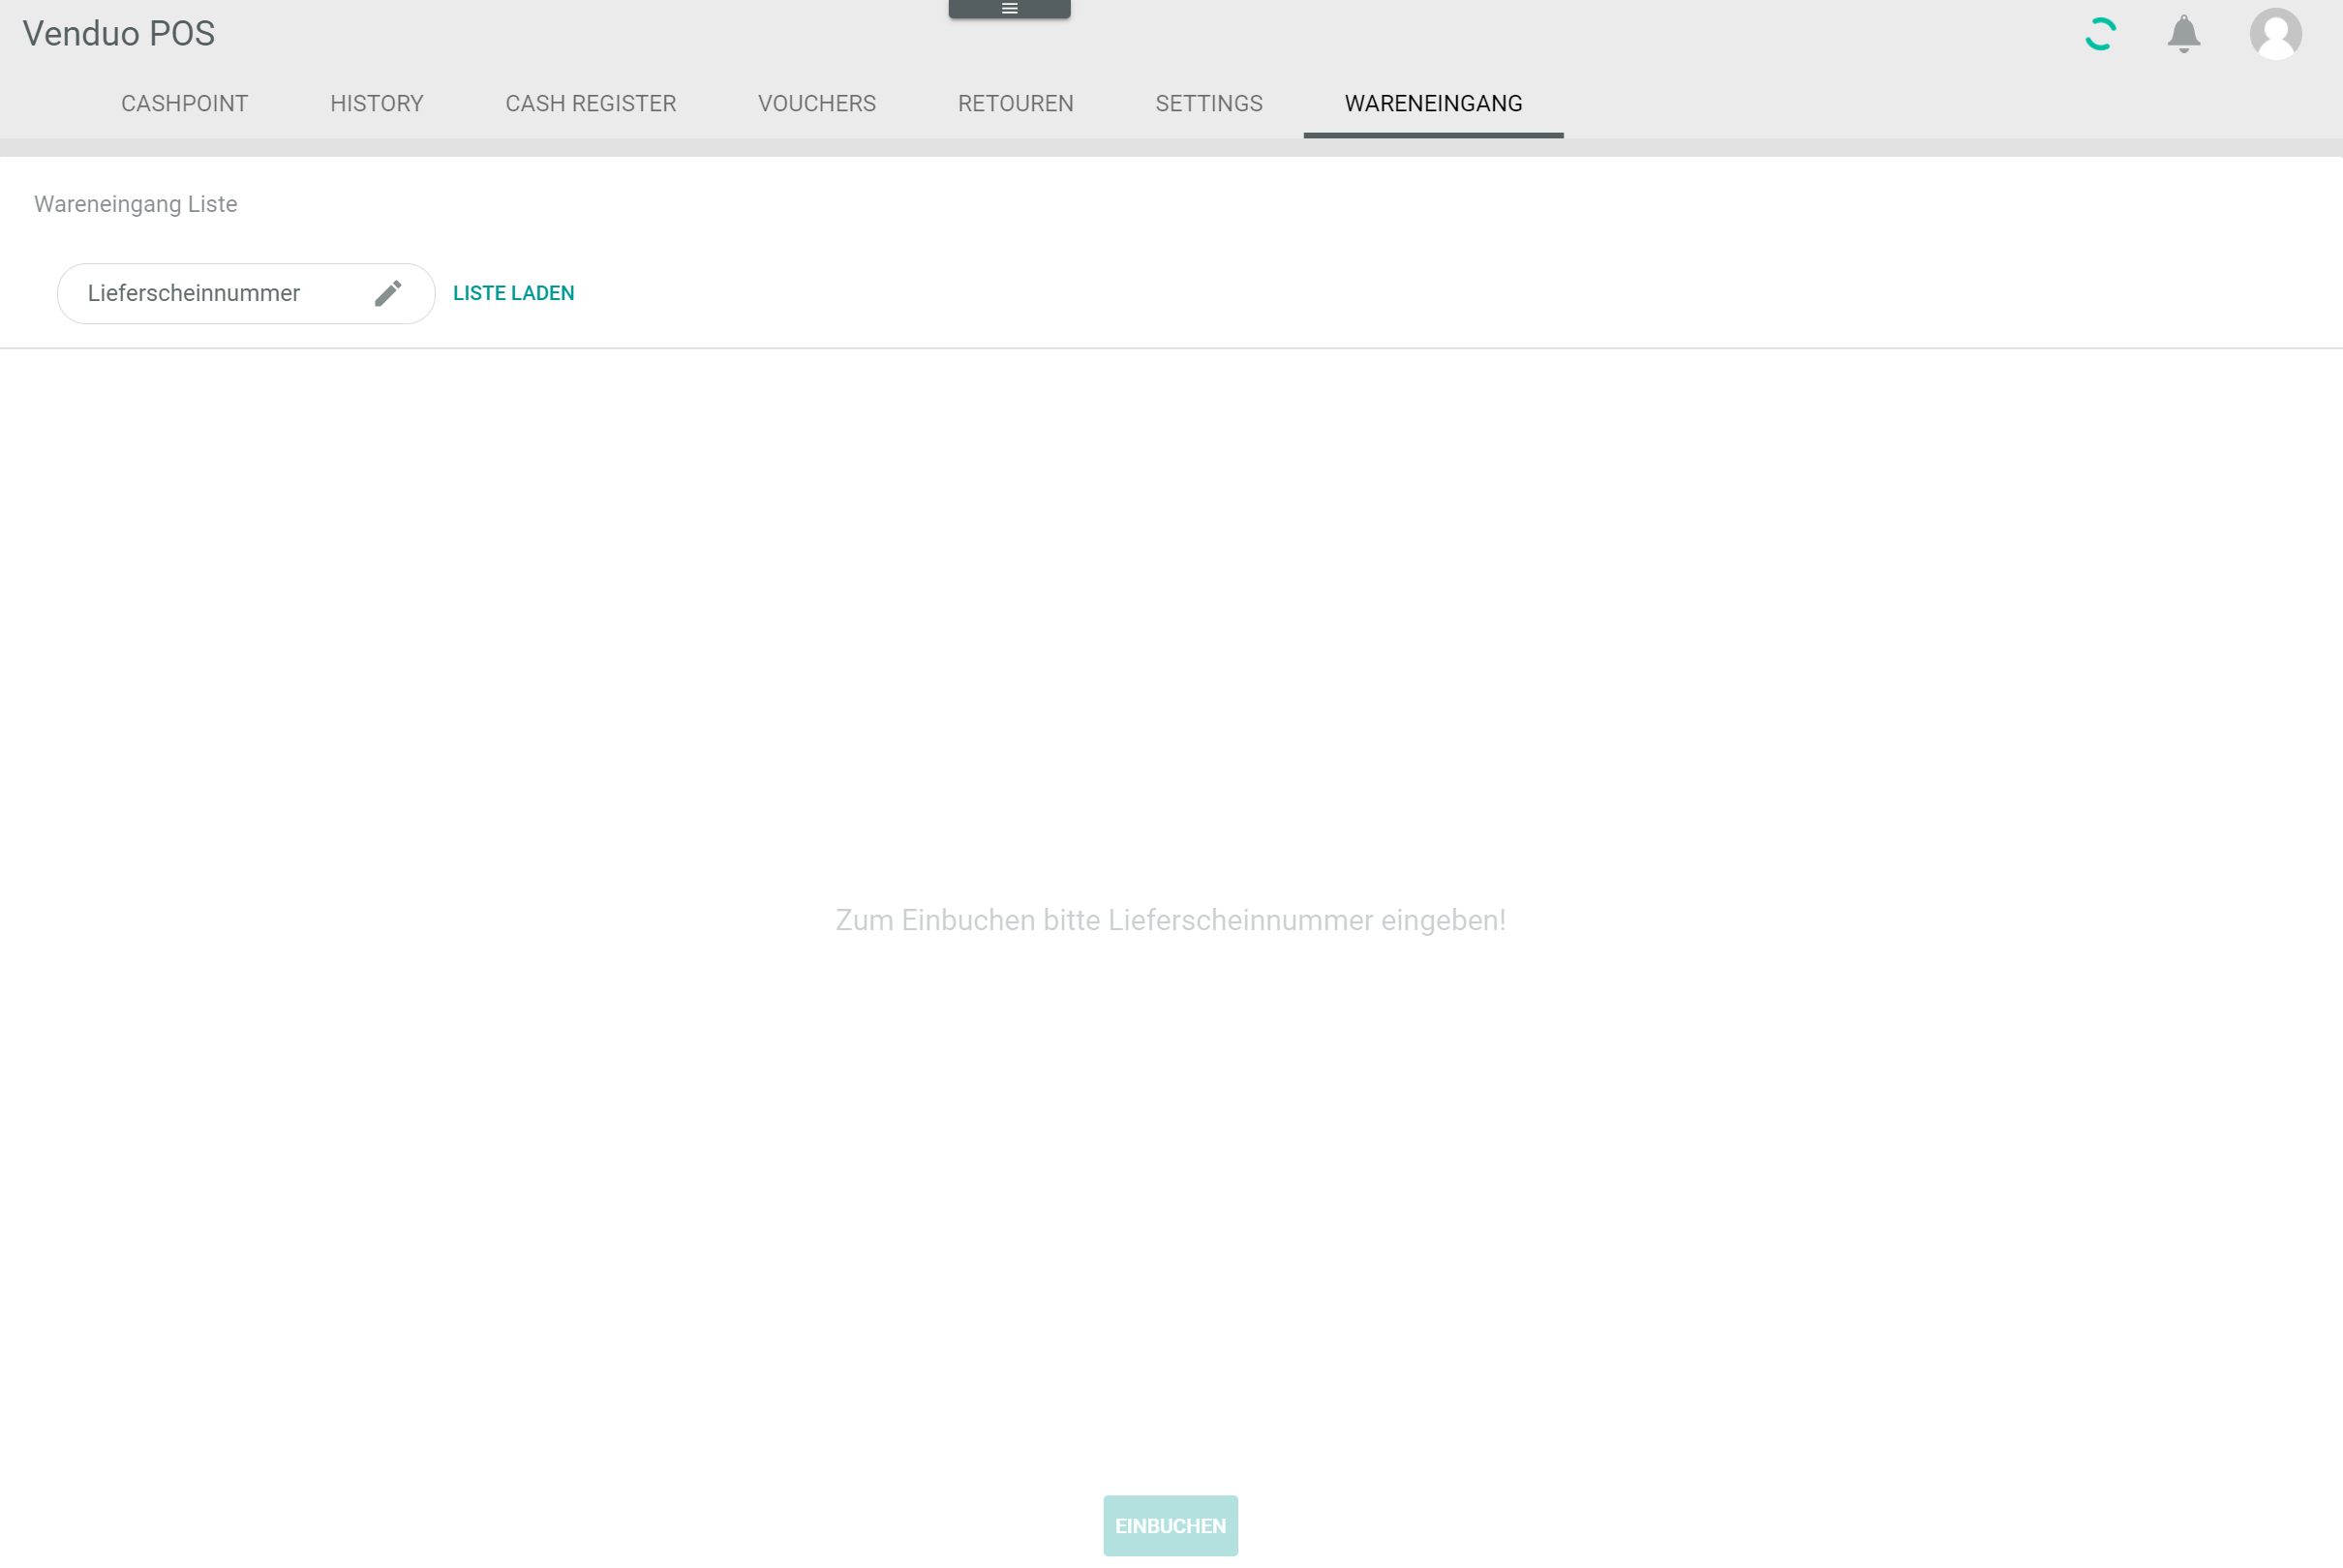 Venduo POS
CASHPOINT HISTORY CASH REGISTER VOUCHERS RETOUREN SETTINGS WARENEINGANG
Wareneingang Liste
Lieferscheinnummer LISTE LADEN
Zum Einbuchen bitte Lieferscheinnummer eingeben!
EINBUCHEN